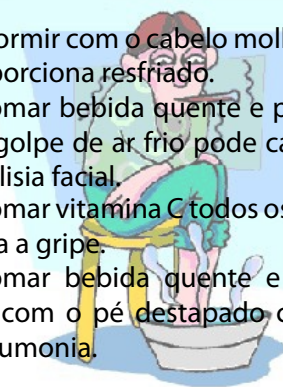 ormir com o cabelo moll
porciona resfriado.
omar bebida quente e p
golpe de ar frio pode ca
lisia facial.
omar vitamina C todos os
a a gripe.
omar bebida quente e
com o pé destapado c
umonia.